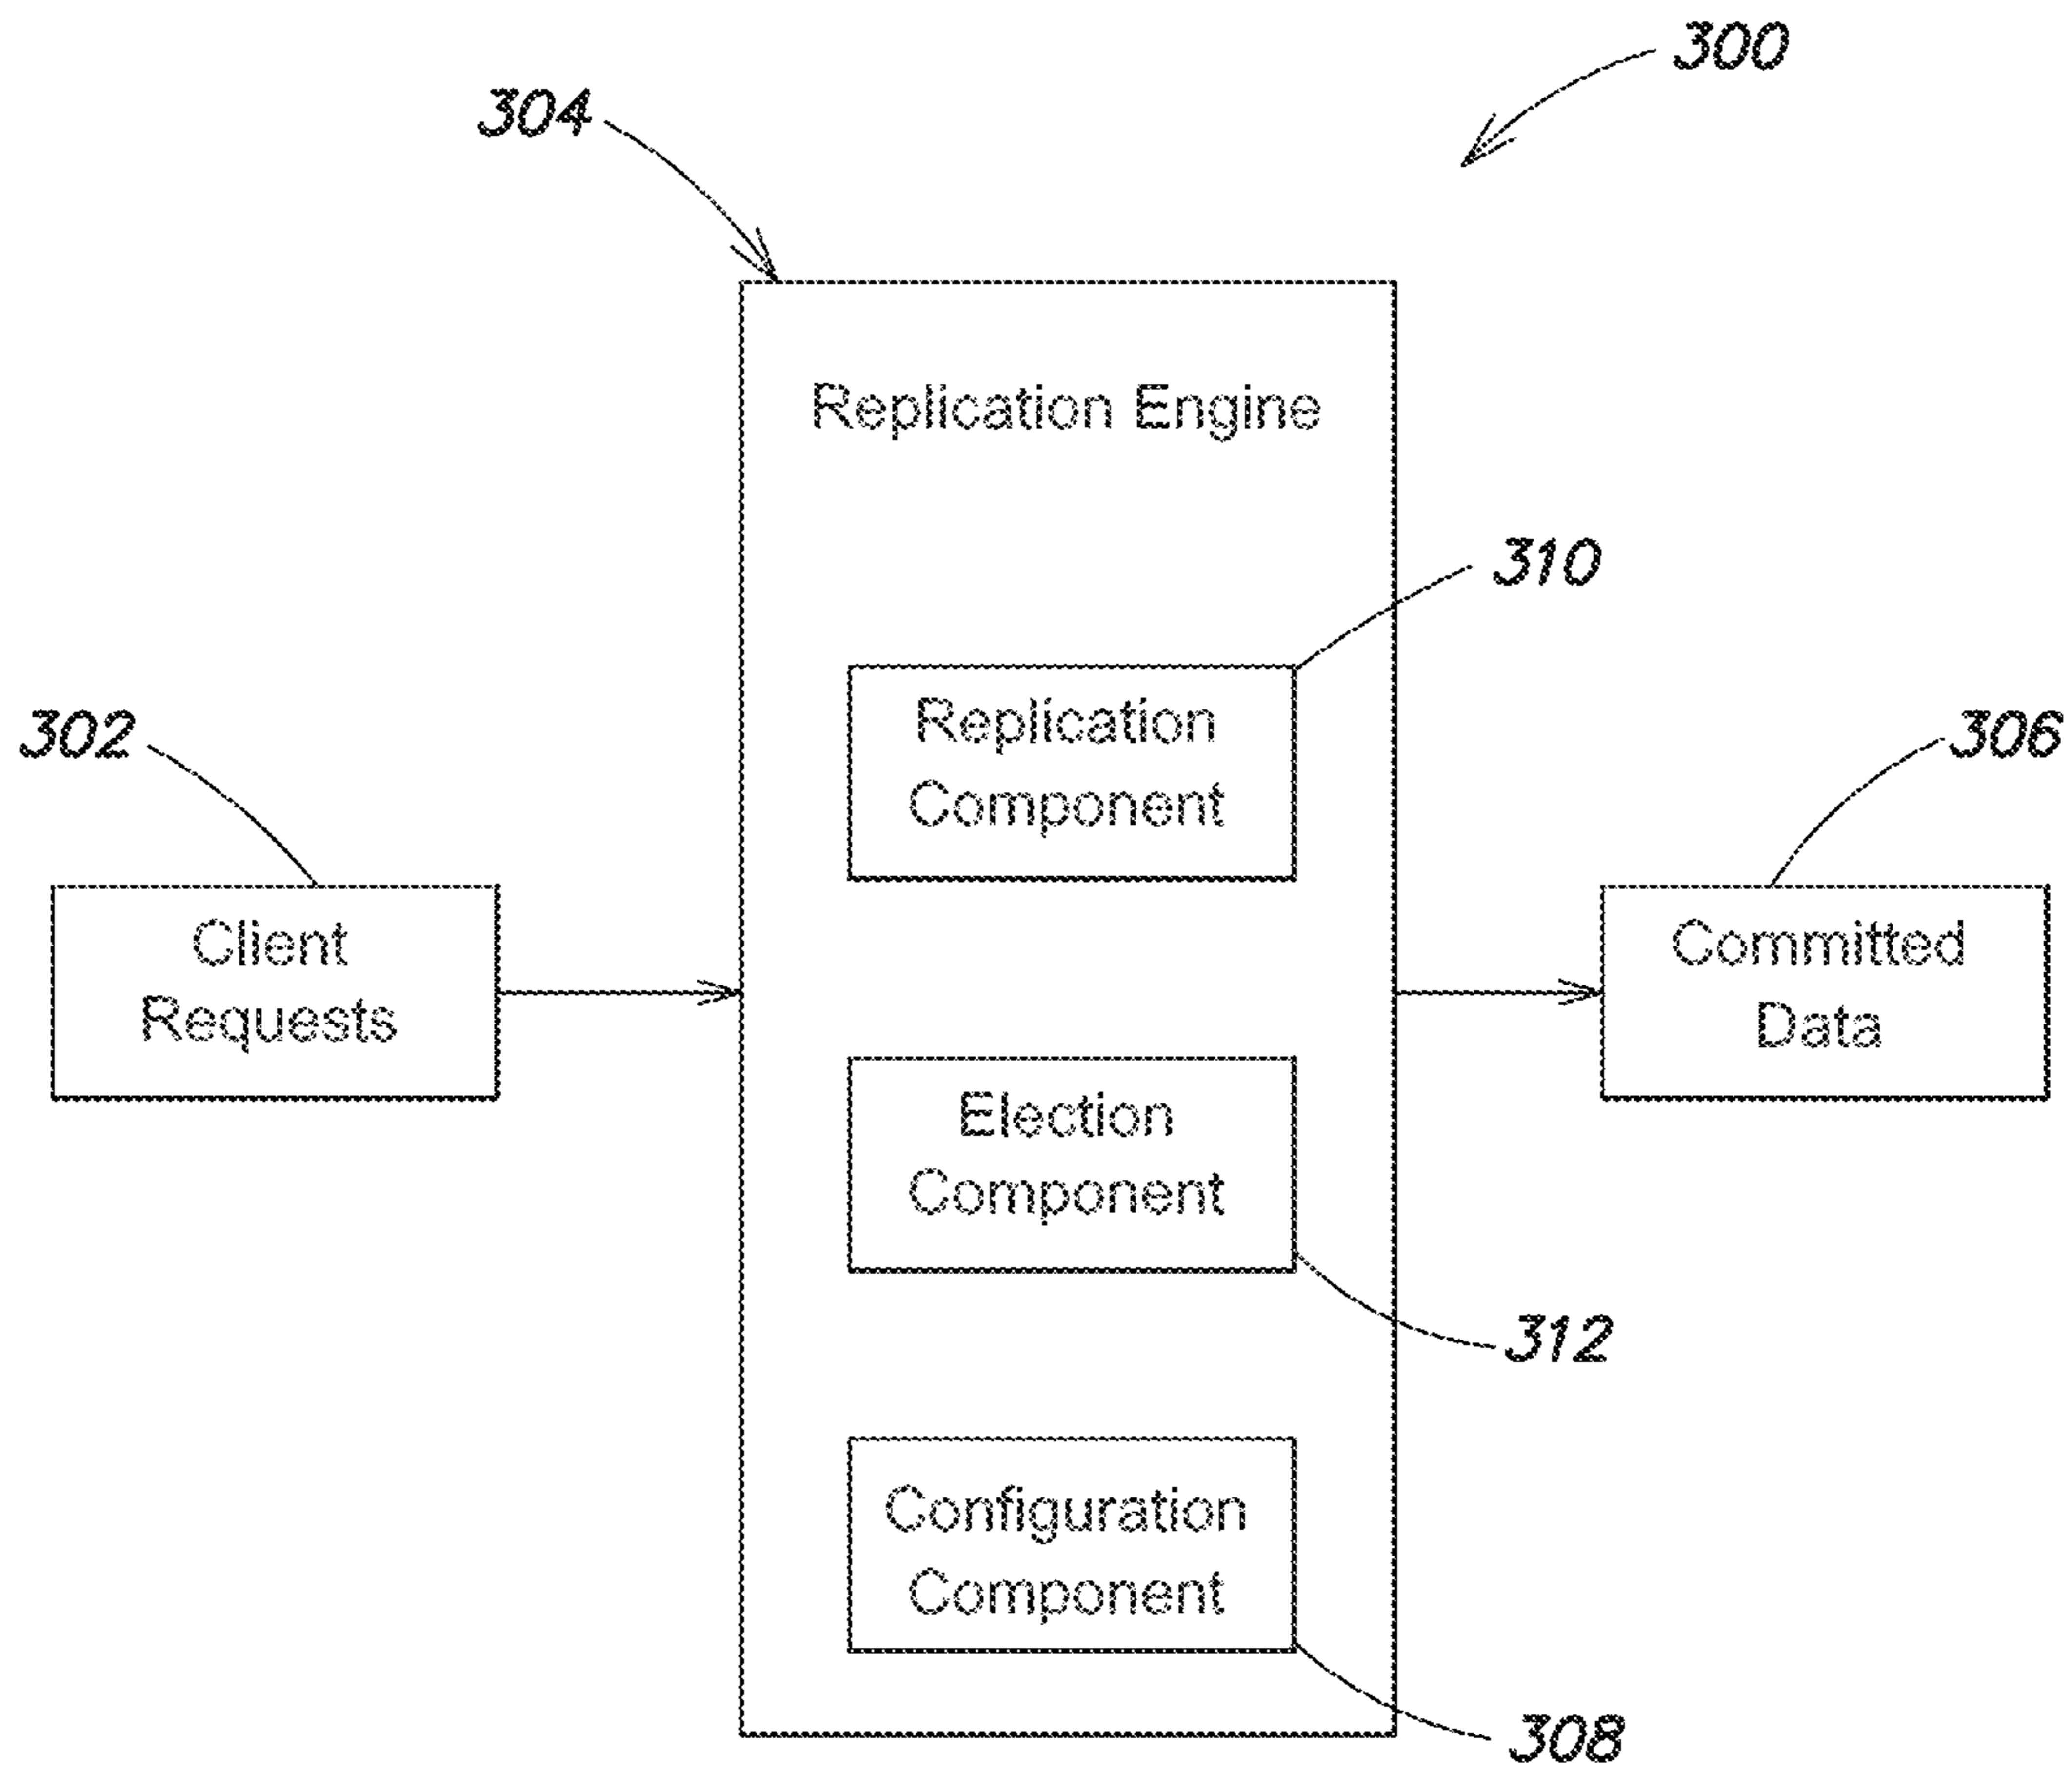 300
304
Replication Engine
310
Replication
Component
302
306
Client
Requests
Committed
Data
Election
Component
312
Configuration
Component
308